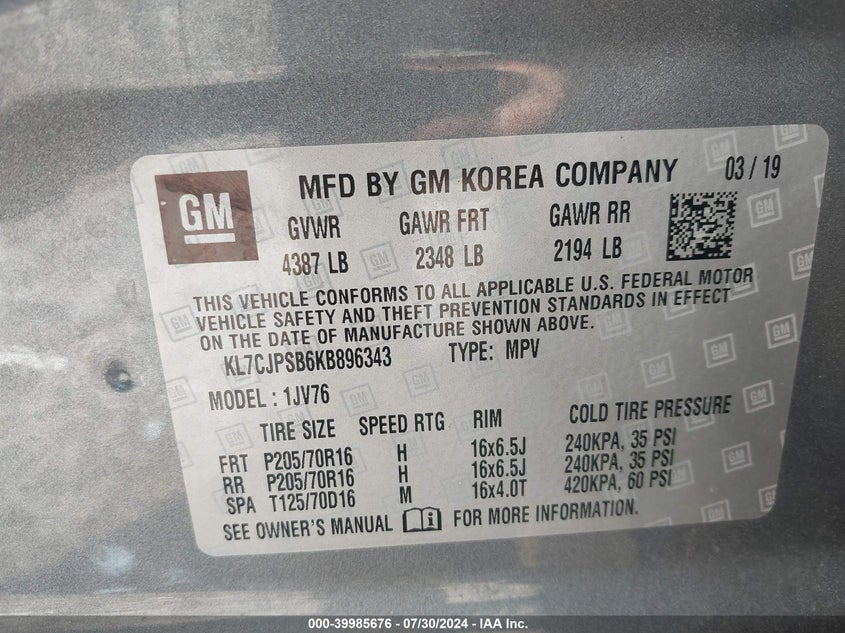 GM
MFD BY GM KOREA COMPANY 03 / 19
GVWR GAWR FRT GAWR RR
4387 LB 2348 LB 2194 LB
THIS VEHICLE CONFORMS TO ALL APPLICABLE U.S. FEDERAL MOTOR
VEHICLE SAFETY AND THEFT PREVENTION STANDARDS IN EFFECT
ON THE DATE OF MANUFACTURE SHOWN ABOVE.
KL7CJPSB6KB896343 TYPE: MPV
MODEL : 1JV76
TIRE SIZE SPEED RTG RIM COLD TIRE PRESSURE
FRT P205/70R16 H 16x6.5J 240KPA, 35 PSI
RR P205/70R16 H 16x6.5J 240KPA, 35 PSI
SPA T125/70D16 M 16x4.0T 420KPA, 60 PSI
SEE OWNER'S MANUAL FOR MORE INFORMATION.
000-39985676 / 07/30/2024 - IAA Inc.